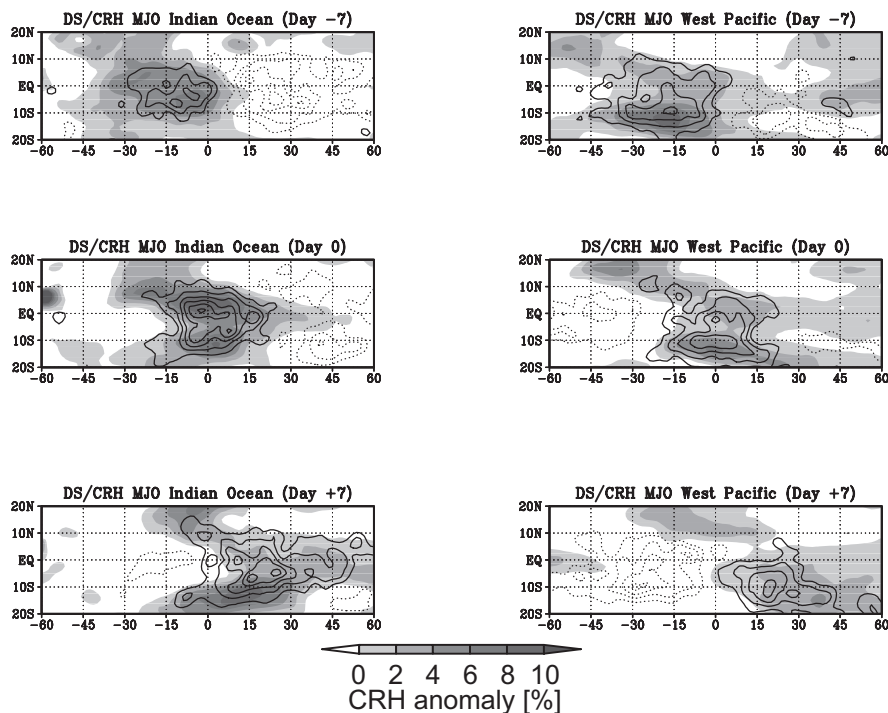 DS/CRH MJO Indian Ocean (Day −7) DS/CRH MJO West Pacific (Day −7)
20N 20N
10N 10N
EQ EQ
10S 10S
20S 20S
−60 −45 −30 −15 0 15 30 45 60 −60 −45 −30 −15 0 15 30 45 60
DS/CRH MJO Indian Ocean (Day 0) DS/CRH MJO West Pacific (Day 0)
20N 20N
10N 10N
EQ EQ
10S 10S
20S 20S
−60 −45 −30 −15 0 15 30 45 60 −60 −45 −30 −15 0 15 30 45 60
DS/CRH MJO Indian Ocean (Day +7) DS/CRH MJO West Pacific (Day +7)
20N 20N
10N 10N
EQ EQ
10S 10S
20S 20S
−60 −45 −30 −15 0 15 30 45 60 −60 −45 −30 −15 0 15 30 45 60
0 2 4 6 8 10
CRH anomaly [%]